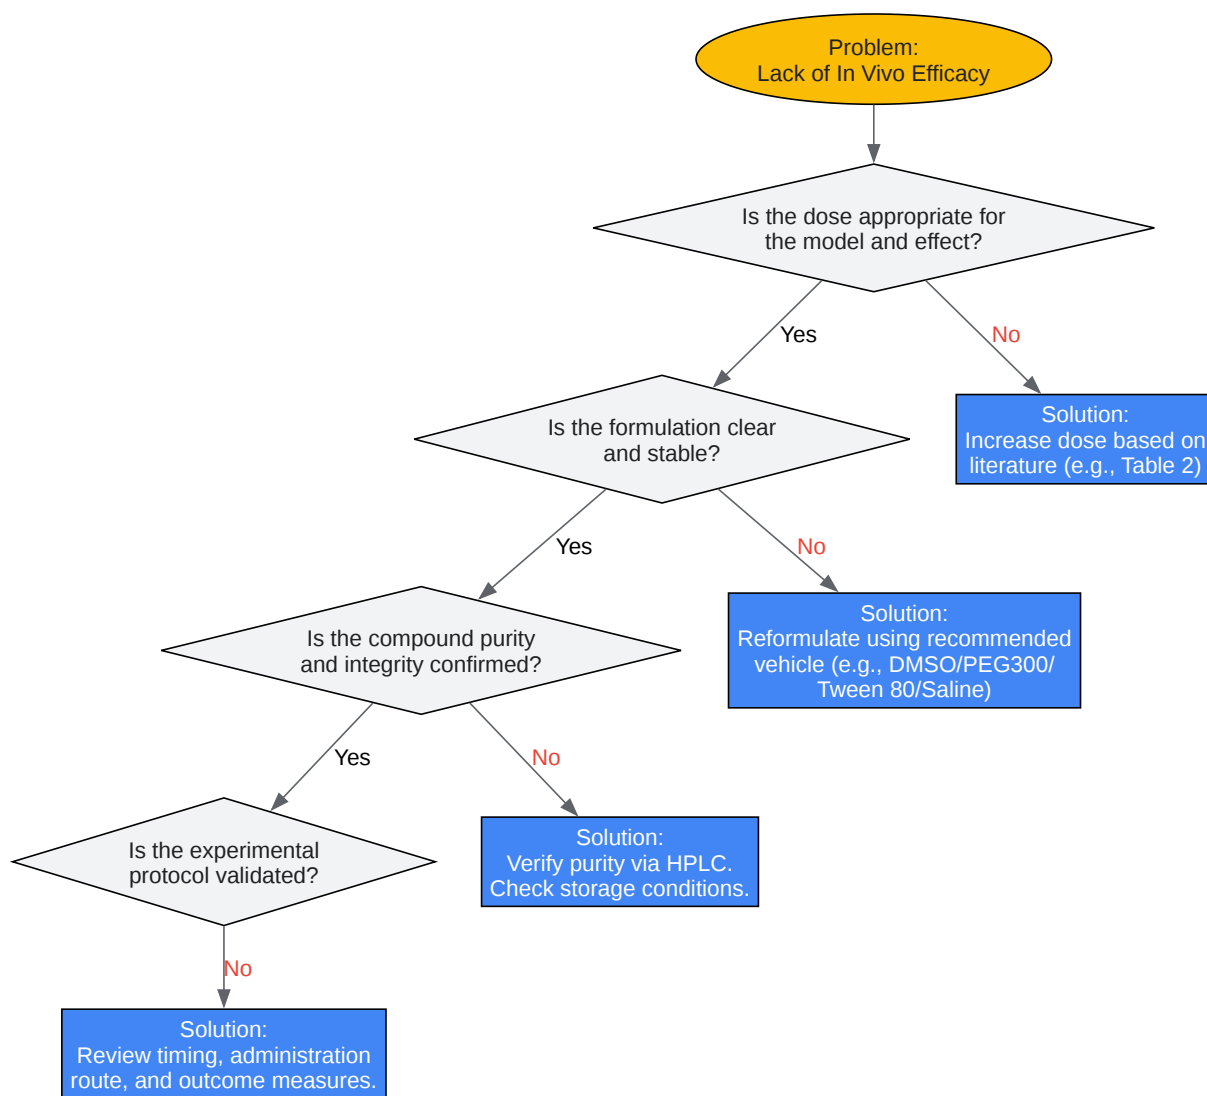 Problem:
Lack of In Vivo Efficacy
Is the dose appropriate for
the model and effect?
Yes
No
Is the formulation clear
and stable?
Solution:
Increase dose based on
literature (e.g., Table 2)
Yes
No
Is the compound purity
and integrity confirmed?
Solution:
Reformulate using recommended
vehicle (e.g., DMSO/PEG300/
Tween 80/Saline)
Yes
No
Is the experimental
protocol validated?
Solution:
Verify purity via HPLC.
Check storage conditions.
No
Solution:
Review timing, administration
route, and outcome measures.